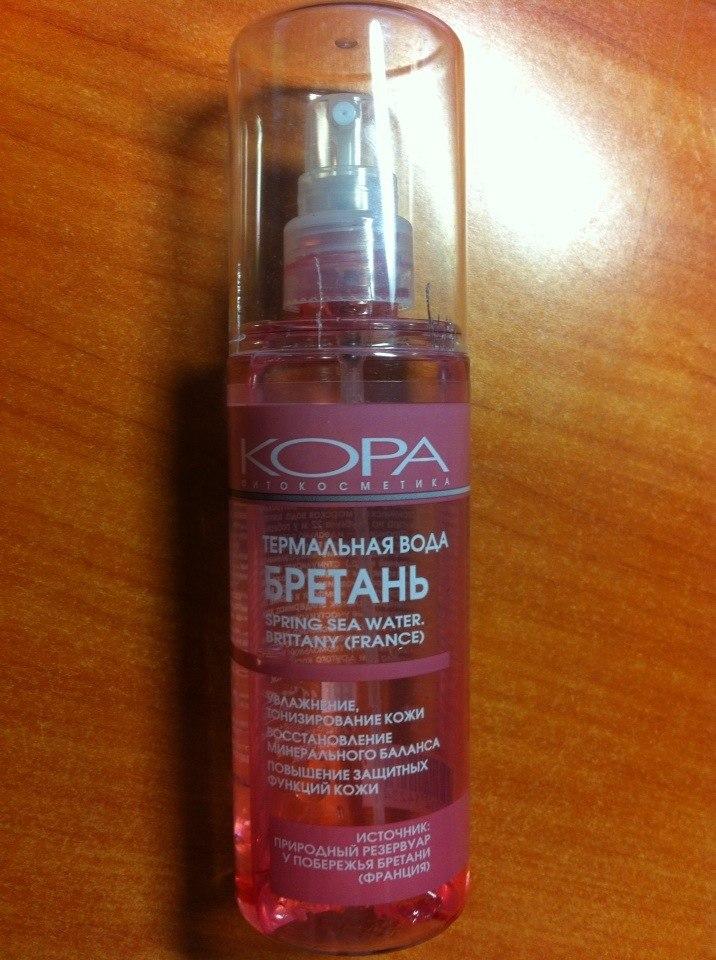 КОРА
ФИТОКОСМЕТИКА
ТЕРМАЛЬНАЯ ВОДА
БРЕТАНЬ
SPRING SEA WATER.
BRITTANY (FRANCE)
УВЛАЖНЕНИЕ,
ТОНИЗИРОВАНИЕ КОЖИ
ВОССТАНОВЛЕНИЕ
МИНЕРАЛЬНОГО БАЛАНСА
ПОВЫШЕНИЕ ЗАЩИТНЫХ
ФУНКЦИЙ КОЖИ
ИСТОЧНИК:
ПРИРОДНЫЙ РЕЗЕРВУАР
У ПОБЕРЕЖЬЯ БРЕТАНИ
(ФРАНЦИЯ)